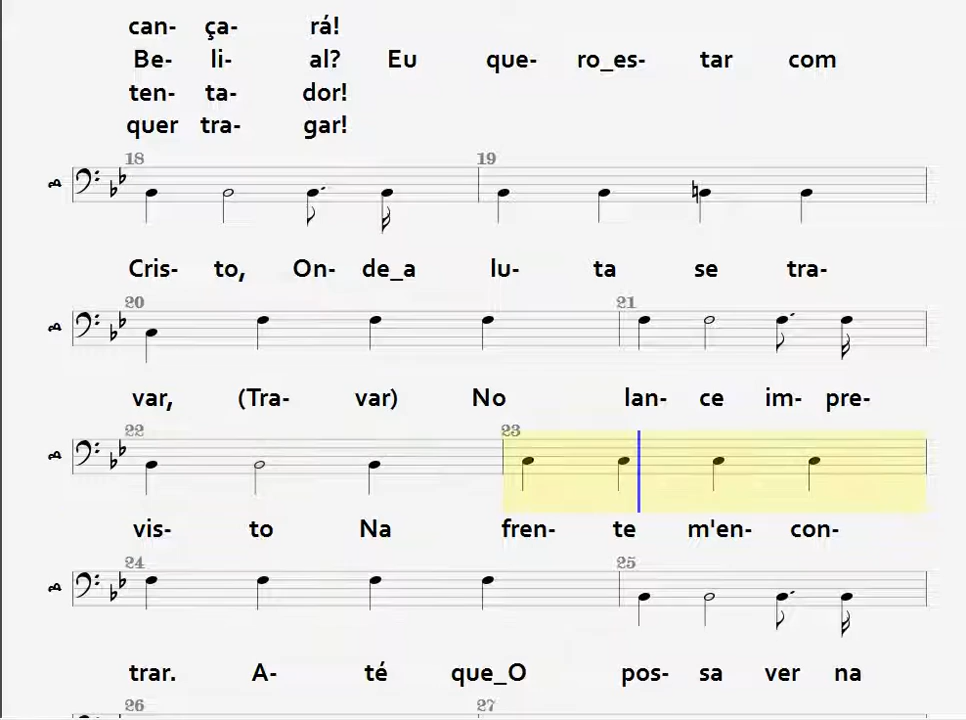 can- ça- rá!
Be- li- al? Eu que- ro_es- tar com
ten- ta- dor!
quer tra- gar!
18 19
Cris- to, On- de_a lu- ta se tra-
20 21
var, (Tra- var) No lan- ce im- pre-
22 23
vis- to Na fren- te m'en- con-
24 25
trar. A- té que_O pos- sa ver na
26 27